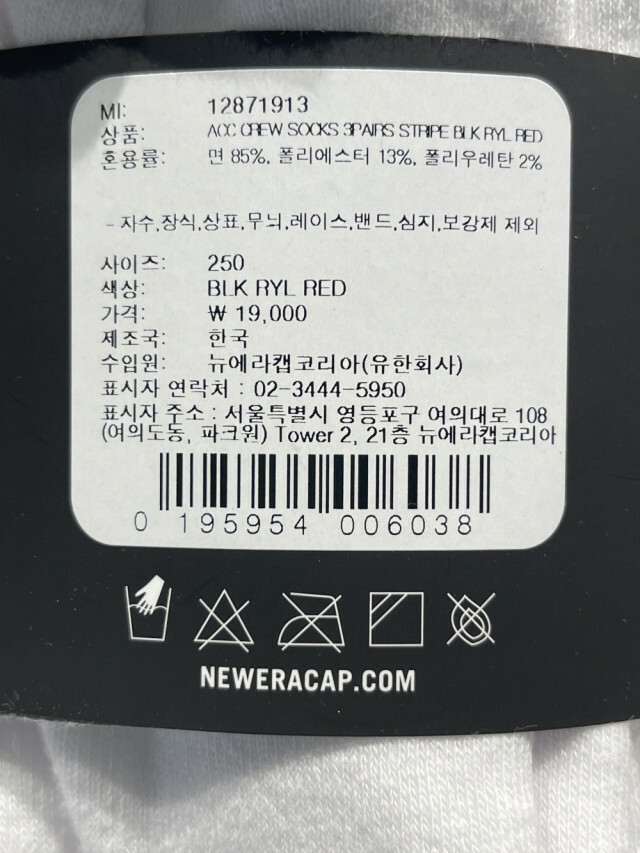 MI: 12871913
상품: ACC CREW SOCKS 3PAIRS STRIPE BLK RYL RED
혼용률: 면 85%, 폴리에스터 13%, 폴리우레탄 2%
- 자수,장식,상표,무늬,레이스,밴드,심지,보강제 제외
사이즈: 250
색상: BLK RYL RED
가격: ₩ 19,000
제조국: 한국
수입원: 뉴에라캡코리아(유한회사)
표시자 연락처 : 02-3444-5950
표시자 주소 : 서울특별시 영등포구 여의대로 108
(여의도동, 파크원) Tower 2, 21층 뉴에라캡코리아
0 195954 006038
NEWERACAP.COM